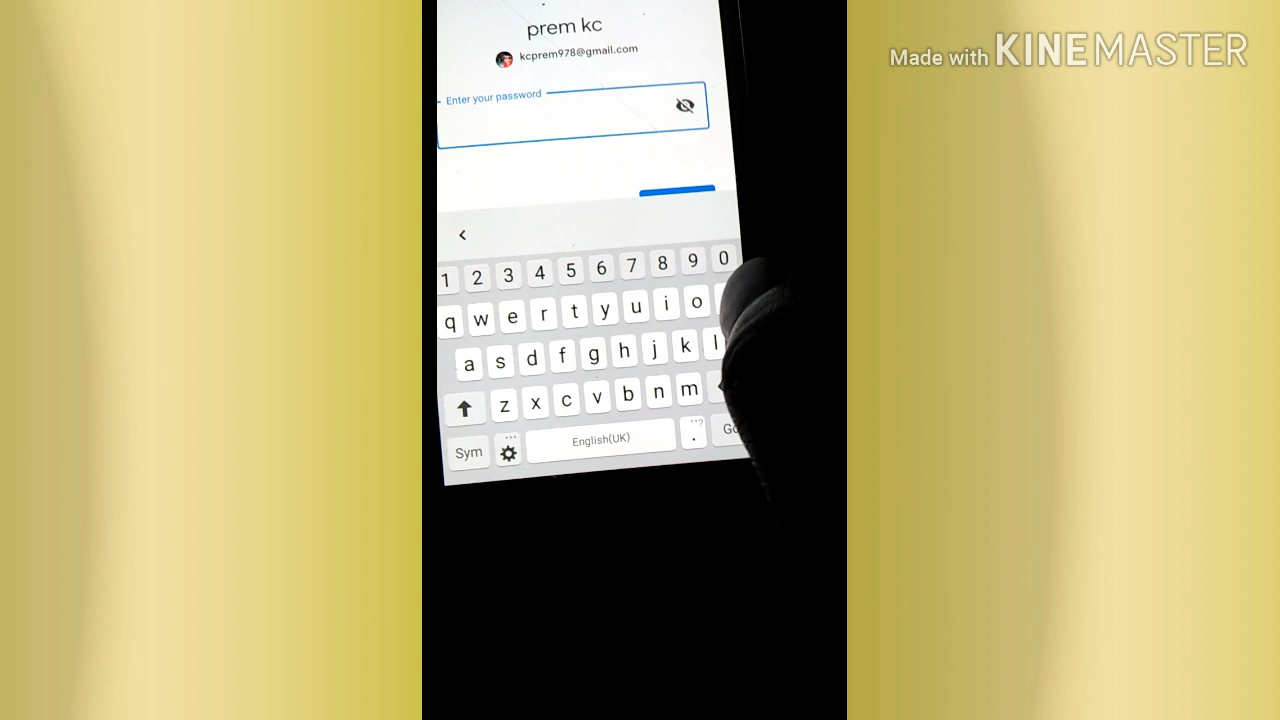 prem kc
kcprem978@gmail.com
Enter your password
1 2 3 4 5 6 7 8 9 0
q w e r t y u i o
a s d f g h j k l
z x c v b n m
Sym English(UK) . Go
Made with KINEMASTER